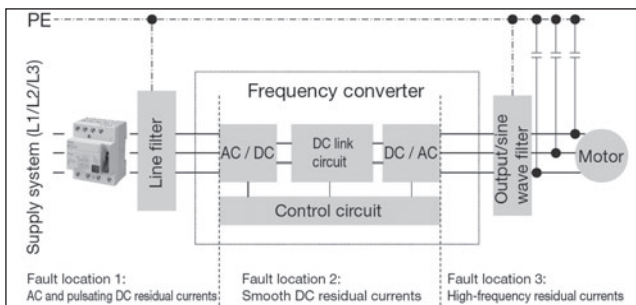 PE
Supply system (L1/L2/L3)
Line filter
Frequency converter
AC / DC
DC link
circuit
DC / AC
Control circuit
Output/sine
wave filter
Motor
Fault location 1:
AC and pulsating DC residual currents
Fault location 2:
Smooth DC residual currents
Fault location 3:
High-frequency residual currents